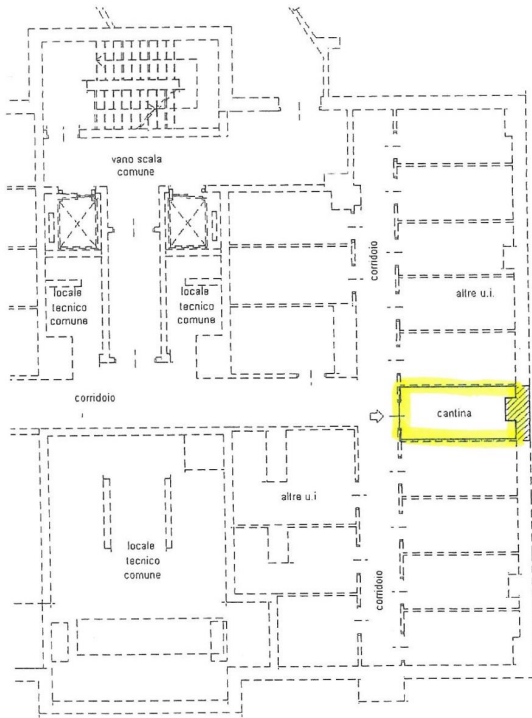 vano scala
comune
corridoio
locale
tecnico
comune
locale
tecnico
comune
altre u.i.
corridoio
cantina
altre u.i
locale
tecnico
comune
corridoio